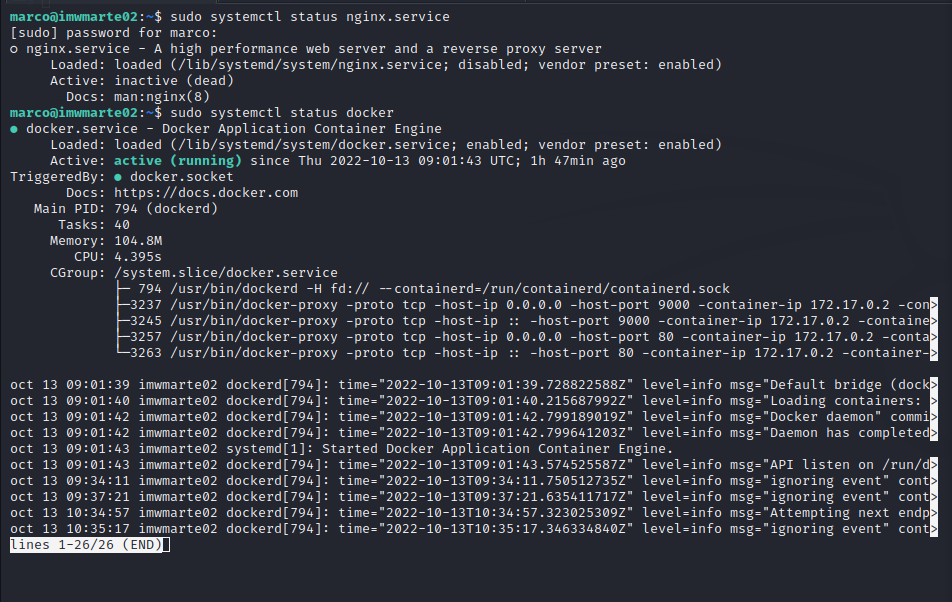 marco@imwmarte02:~$ sudo systemctl status nginx.service
[sudo] password for marco:
○ nginx.service - A high performance web server and a reverse proxy server
     Loaded: loaded (/lib/systemd/system/nginx.service; disabled; vendor preset: enabled)
     Active: inactive (dead)
       Docs: man:nginx(8)
marco@imwmarte02:~$ sudo systemctl status docker
● docker.service - Docker Application Container Engine
     Loaded: loaded (/lib/systemd/system/docker.service; enabled; vendor preset: enabled)
     Active: active (running) since Thu 2022-10-13 09:01:43 UTC; 1h 47min ago
TriggeredBy: ● docker.socket
       Docs: https://docs.docker.com
   Main PID: 794 (dockerd)
      Tasks: 40
     Memory: 104.8M
        CPU: 4.395s
     CGroup: /system.slice/docker.service
             ├─ 794 /usr/bin/dockerd -H fd:// --containerd=/run/containerd/containerd.sock
             ├─3237 /usr/bin/docker-proxy -proto tcp -host-ip 0.0.0.0 -host-port 9000 -container-ip 172.17.0.2 -con>
             ├─3245 /usr/bin/docker-proxy -proto tcp -host-ip :: -host-port 9000 -container-ip 172.17.0.2 -containe>
             ├─3257 /usr/bin/docker-proxy -proto tcp -host-ip 0.0.0.0 -host-port 80 -container-ip 172.17.0.2 -conta>
             └─3263 /usr/bin/docker-proxy -proto tcp -host-ip :: -host-port 80 -container-ip 172.17.0.2 -container->
oct 13 09:01:39 imwmarte02 dockerd[794]: time="2022-10-13T09:01:39.728822588Z" level=info msg="Default bridge (dock>
oct 13 09:01:40 imwmarte02 dockerd[794]: time="2022-10-13T09:01:40.215687992Z" level=info msg="Loading containers: >
oct 13 09:01:42 imwmarte02 dockerd[794]: time="2022-10-13T09:01:42.799189019Z" level=info msg="Docker daemon" commi>
oct 13 09:01:42 imwmarte02 dockerd[794]: time="2022-10-13T09:01:42.799641203Z" level=info msg="Daemon has completed>
oct 13 09:01:43 imwmarte02 systemd[1]: Started Docker Application Container Engine.
oct 13 09:01:43 imwmarte02 dockerd[794]: time="2022-10-13T09:01:43.574525587Z" level=info msg="API listen on /run/d>
oct 13 09:34:11 imwmarte02 dockerd[794]: time="2022-10-13T09:34:11.750512735Z" level=info msg="ignoring event" cont>
oct 13 09:37:21 imwmarte02 dockerd[794]: time="2022-10-13T09:37:21.635411717Z" level=info msg="ignoring event" cont>
oct 13 10:34:57 imwmarte02 dockerd[794]: time="2022-10-13T10:34:57.323025309Z" level=info msg="Attempting next endp>
oct 13 10:35:17 imwmarte02 dockerd[794]: time="2022-10-13T10:35:17.346334840Z" level=info msg="ignoring event" cont>
lines 1-26/26 (END)